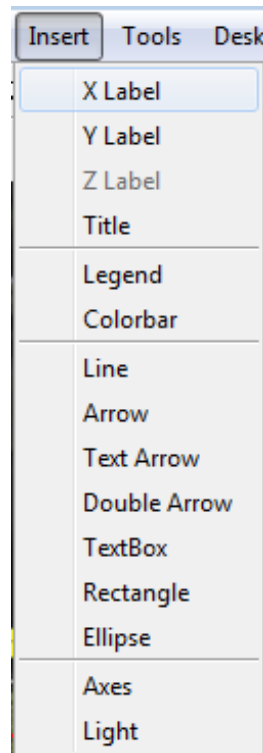 Insert Tools Desk
X Label
Y Label
Z Label
Title
Legend
Colorbar
Line
Arrow
Text Arrow
Double Arrow
TextBox
Rectangle
Ellipse
Axes
Light